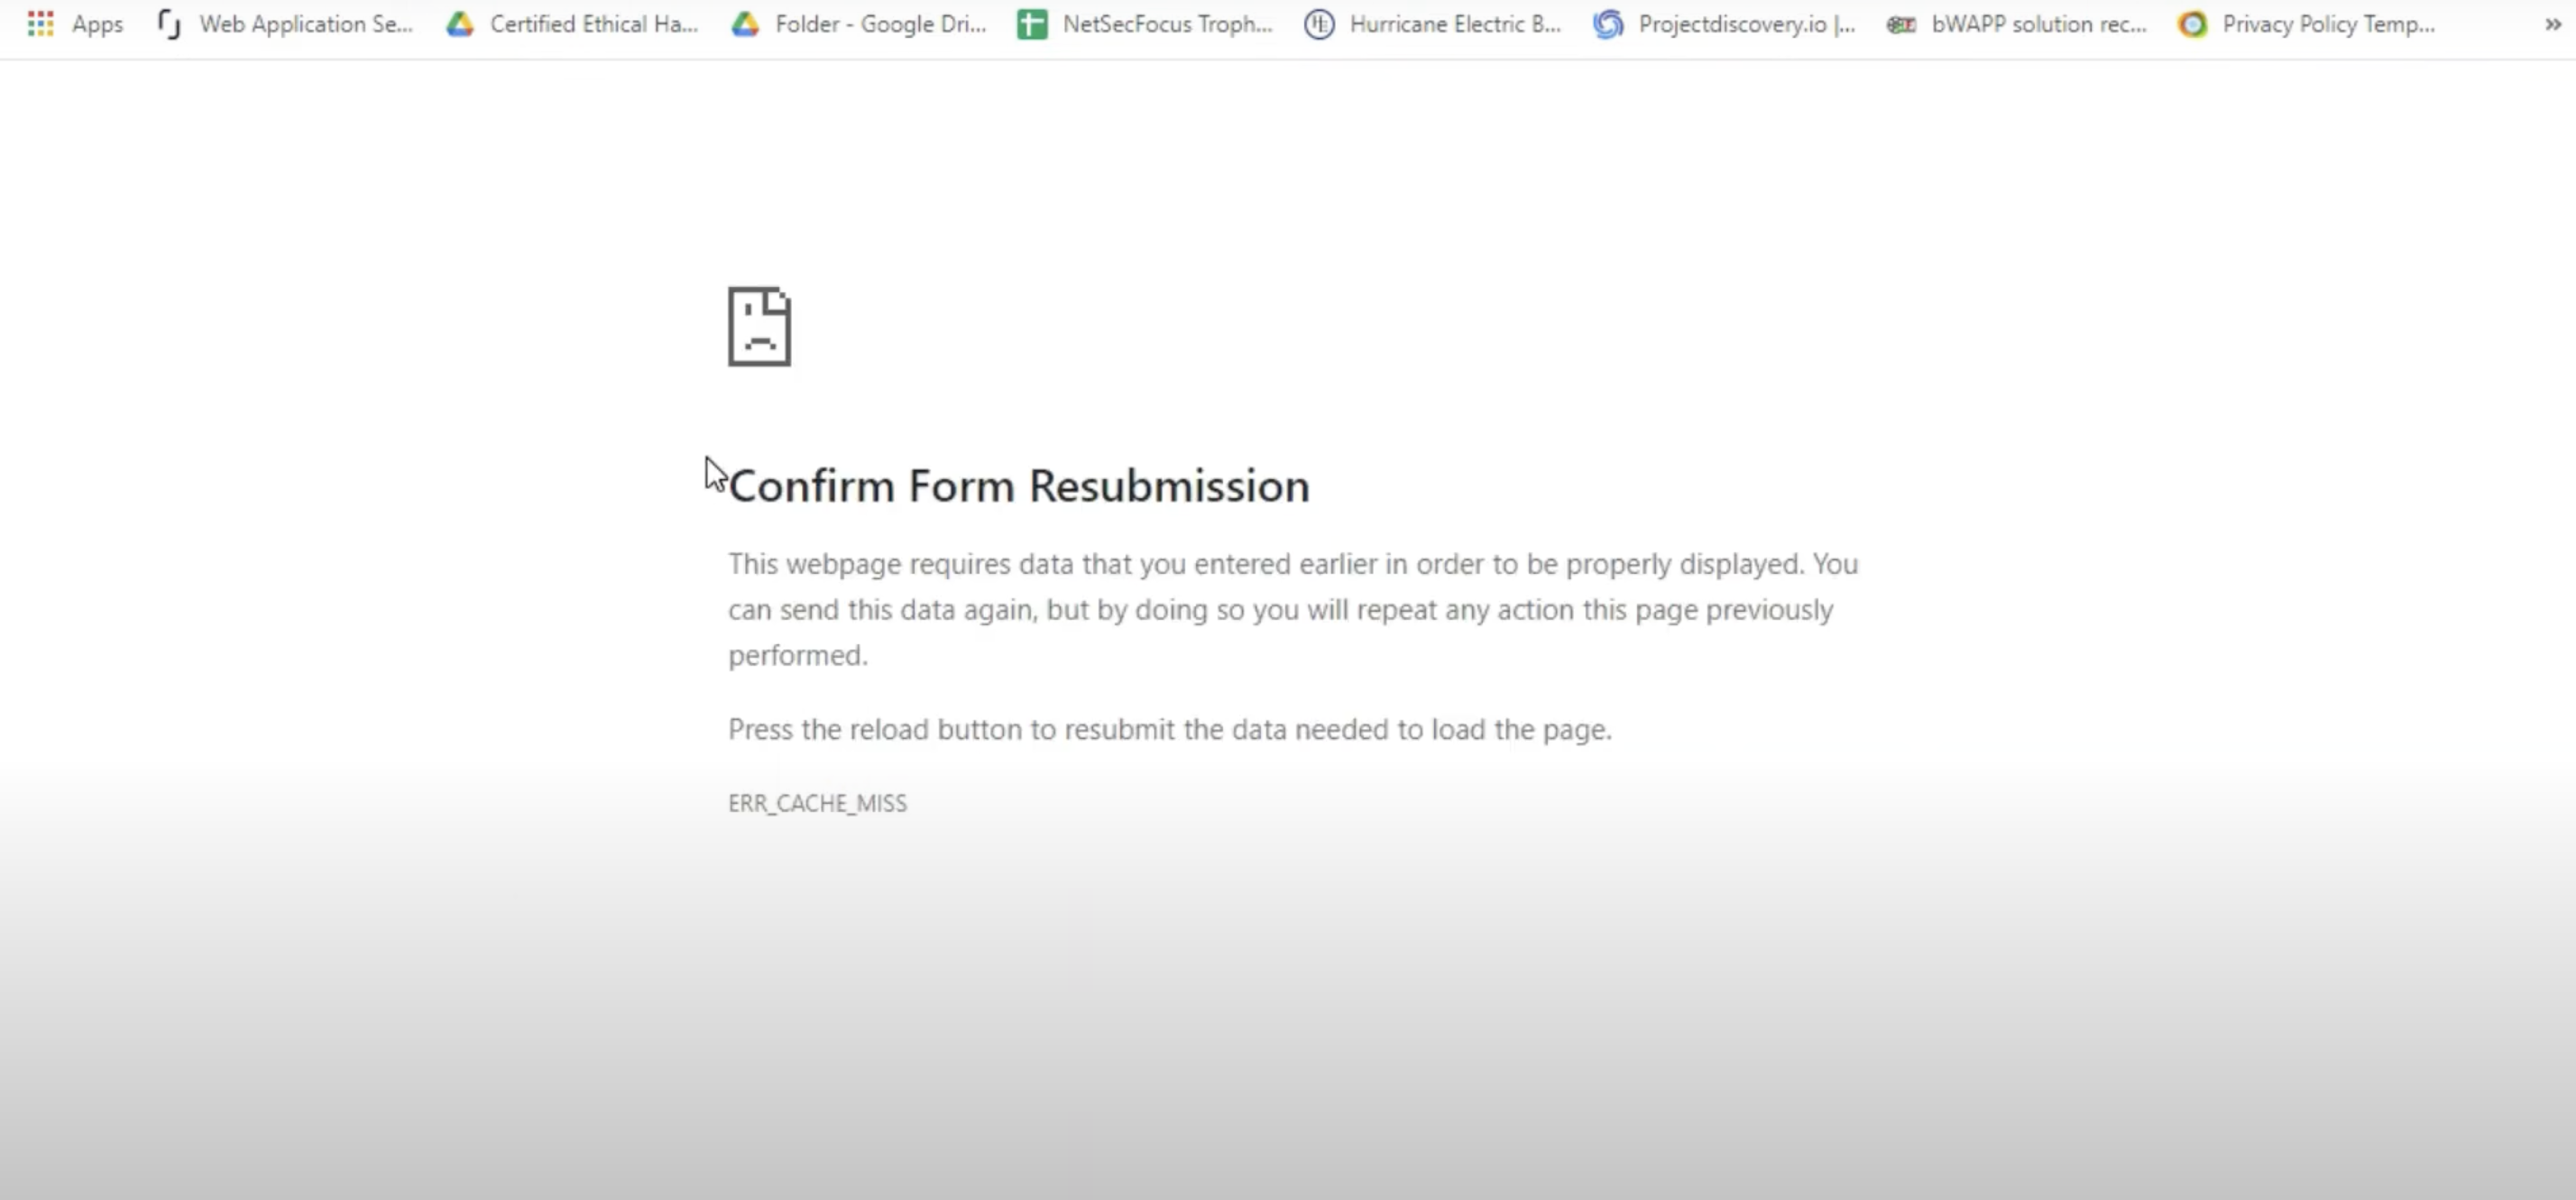 Apps Web Application Se... Certified Ethical Ha... Folder - Google Dri... NetSecFocus Troph... Hurricane Electric B... Projectdiscovery.io |... bWAPP solution rec... Privacy Policy Temp... »
Confirm Form Resubmission
This webpage requires data that you entered earlier in order to be properly displayed. You
can send this data again, but by doing so you will repeat any action this page previously
performed.
Press the reload button to resubmit the data needed to load the page.
ERR_CACHE_MISS